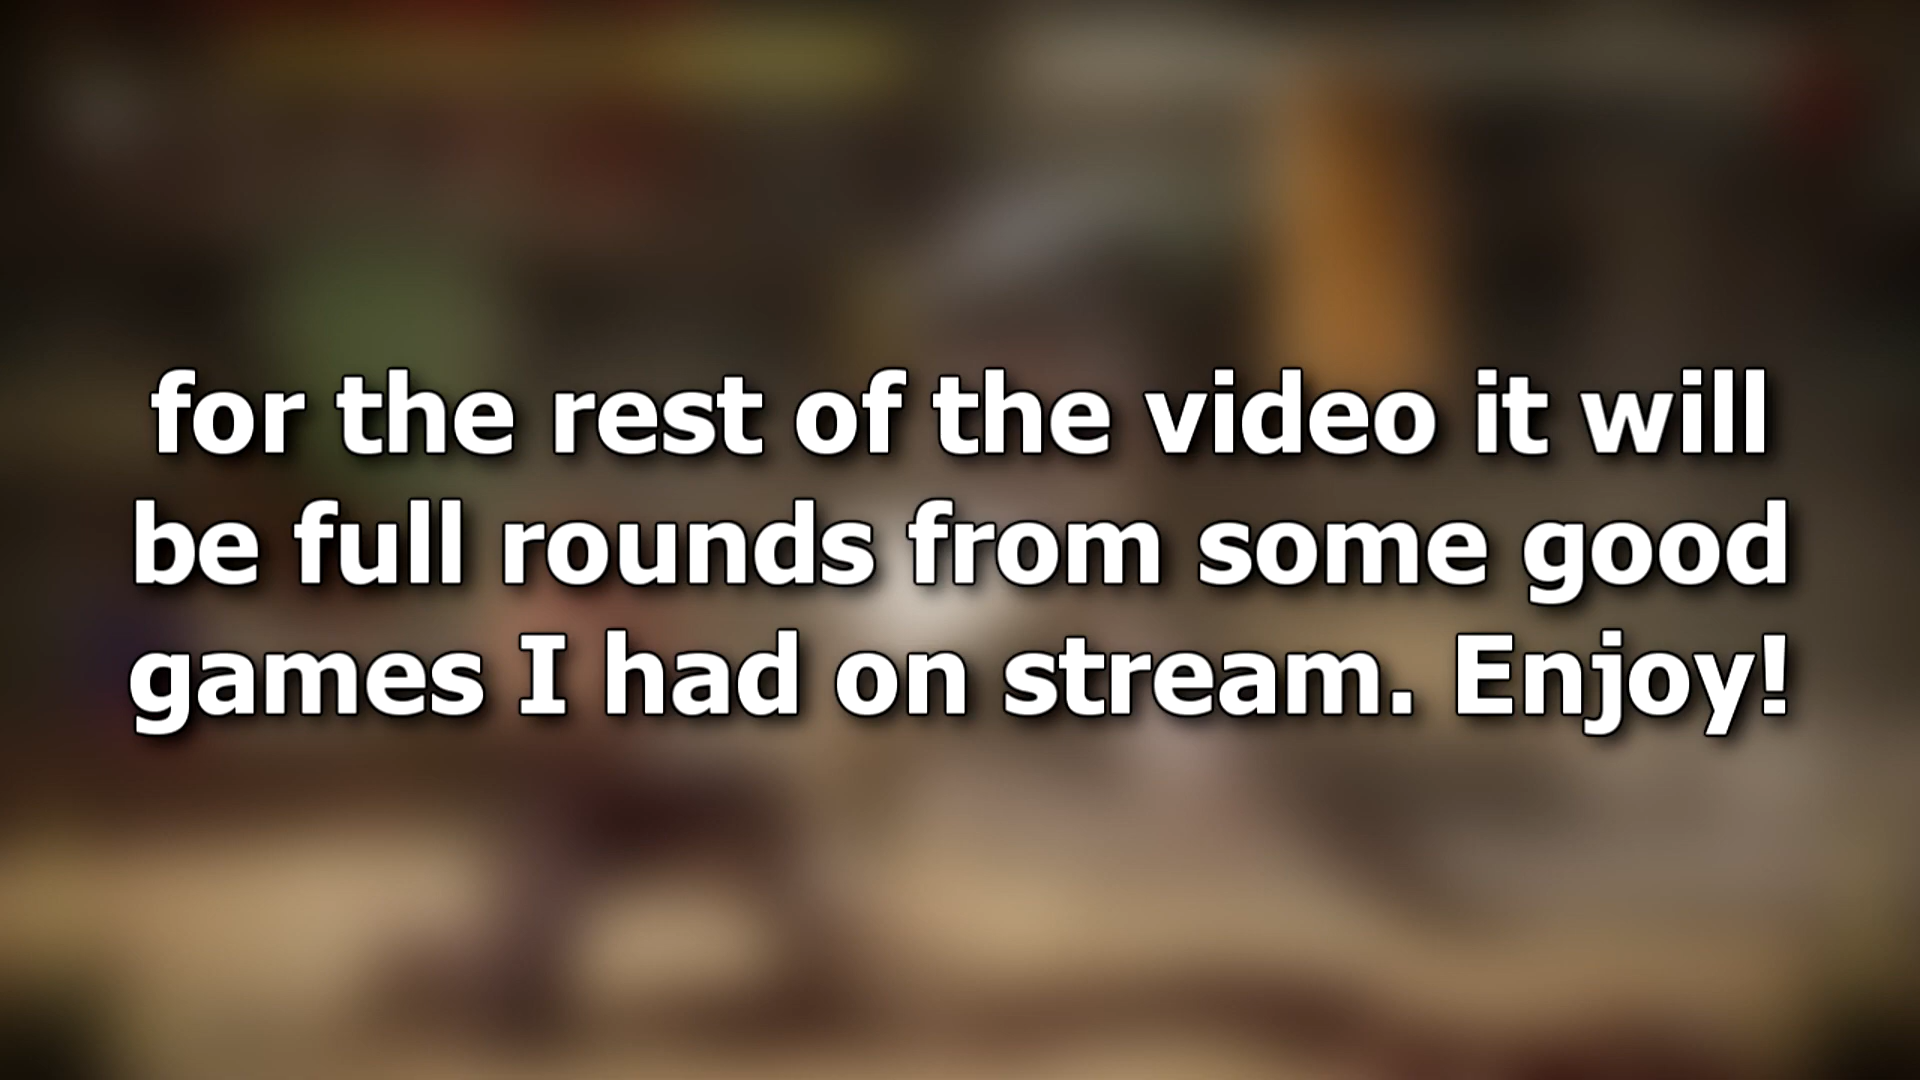 for the rest of the video it will
be full rounds from some good
games I had on stream. Enjoy!